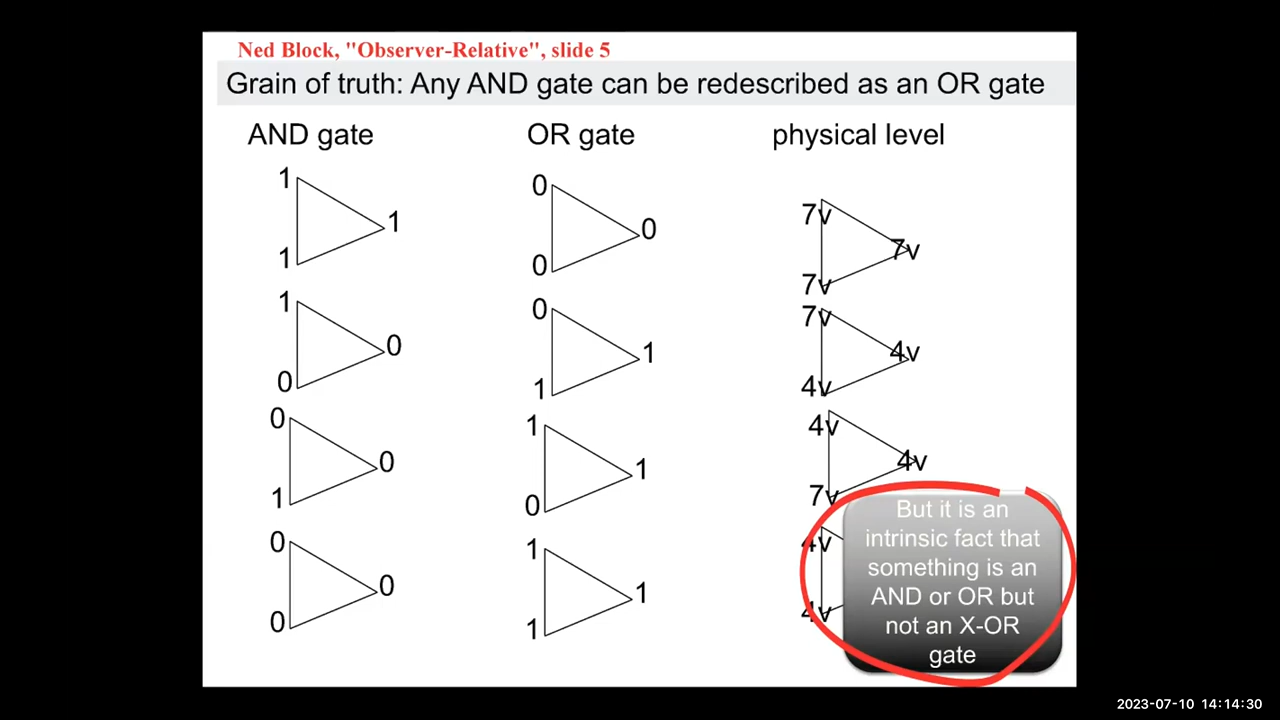 Ned Block, "Observer-Relative", slide 5
Grain of truth: Any AND gate can be redescribed as an OR gate
AND gate
OR gate
physical level
1
1
1
0
0
0
7v
7v
7v
1
0
0
0
1
1
7v
4v
4v
0
0
1
1
1
0
4v
4v
7v
0
0
0
1
1
1
4v
4v
But it is an
intrinsic fact that
something is an
AND or OR but
not an X-OR
gate
2023-07-10 14:14:30